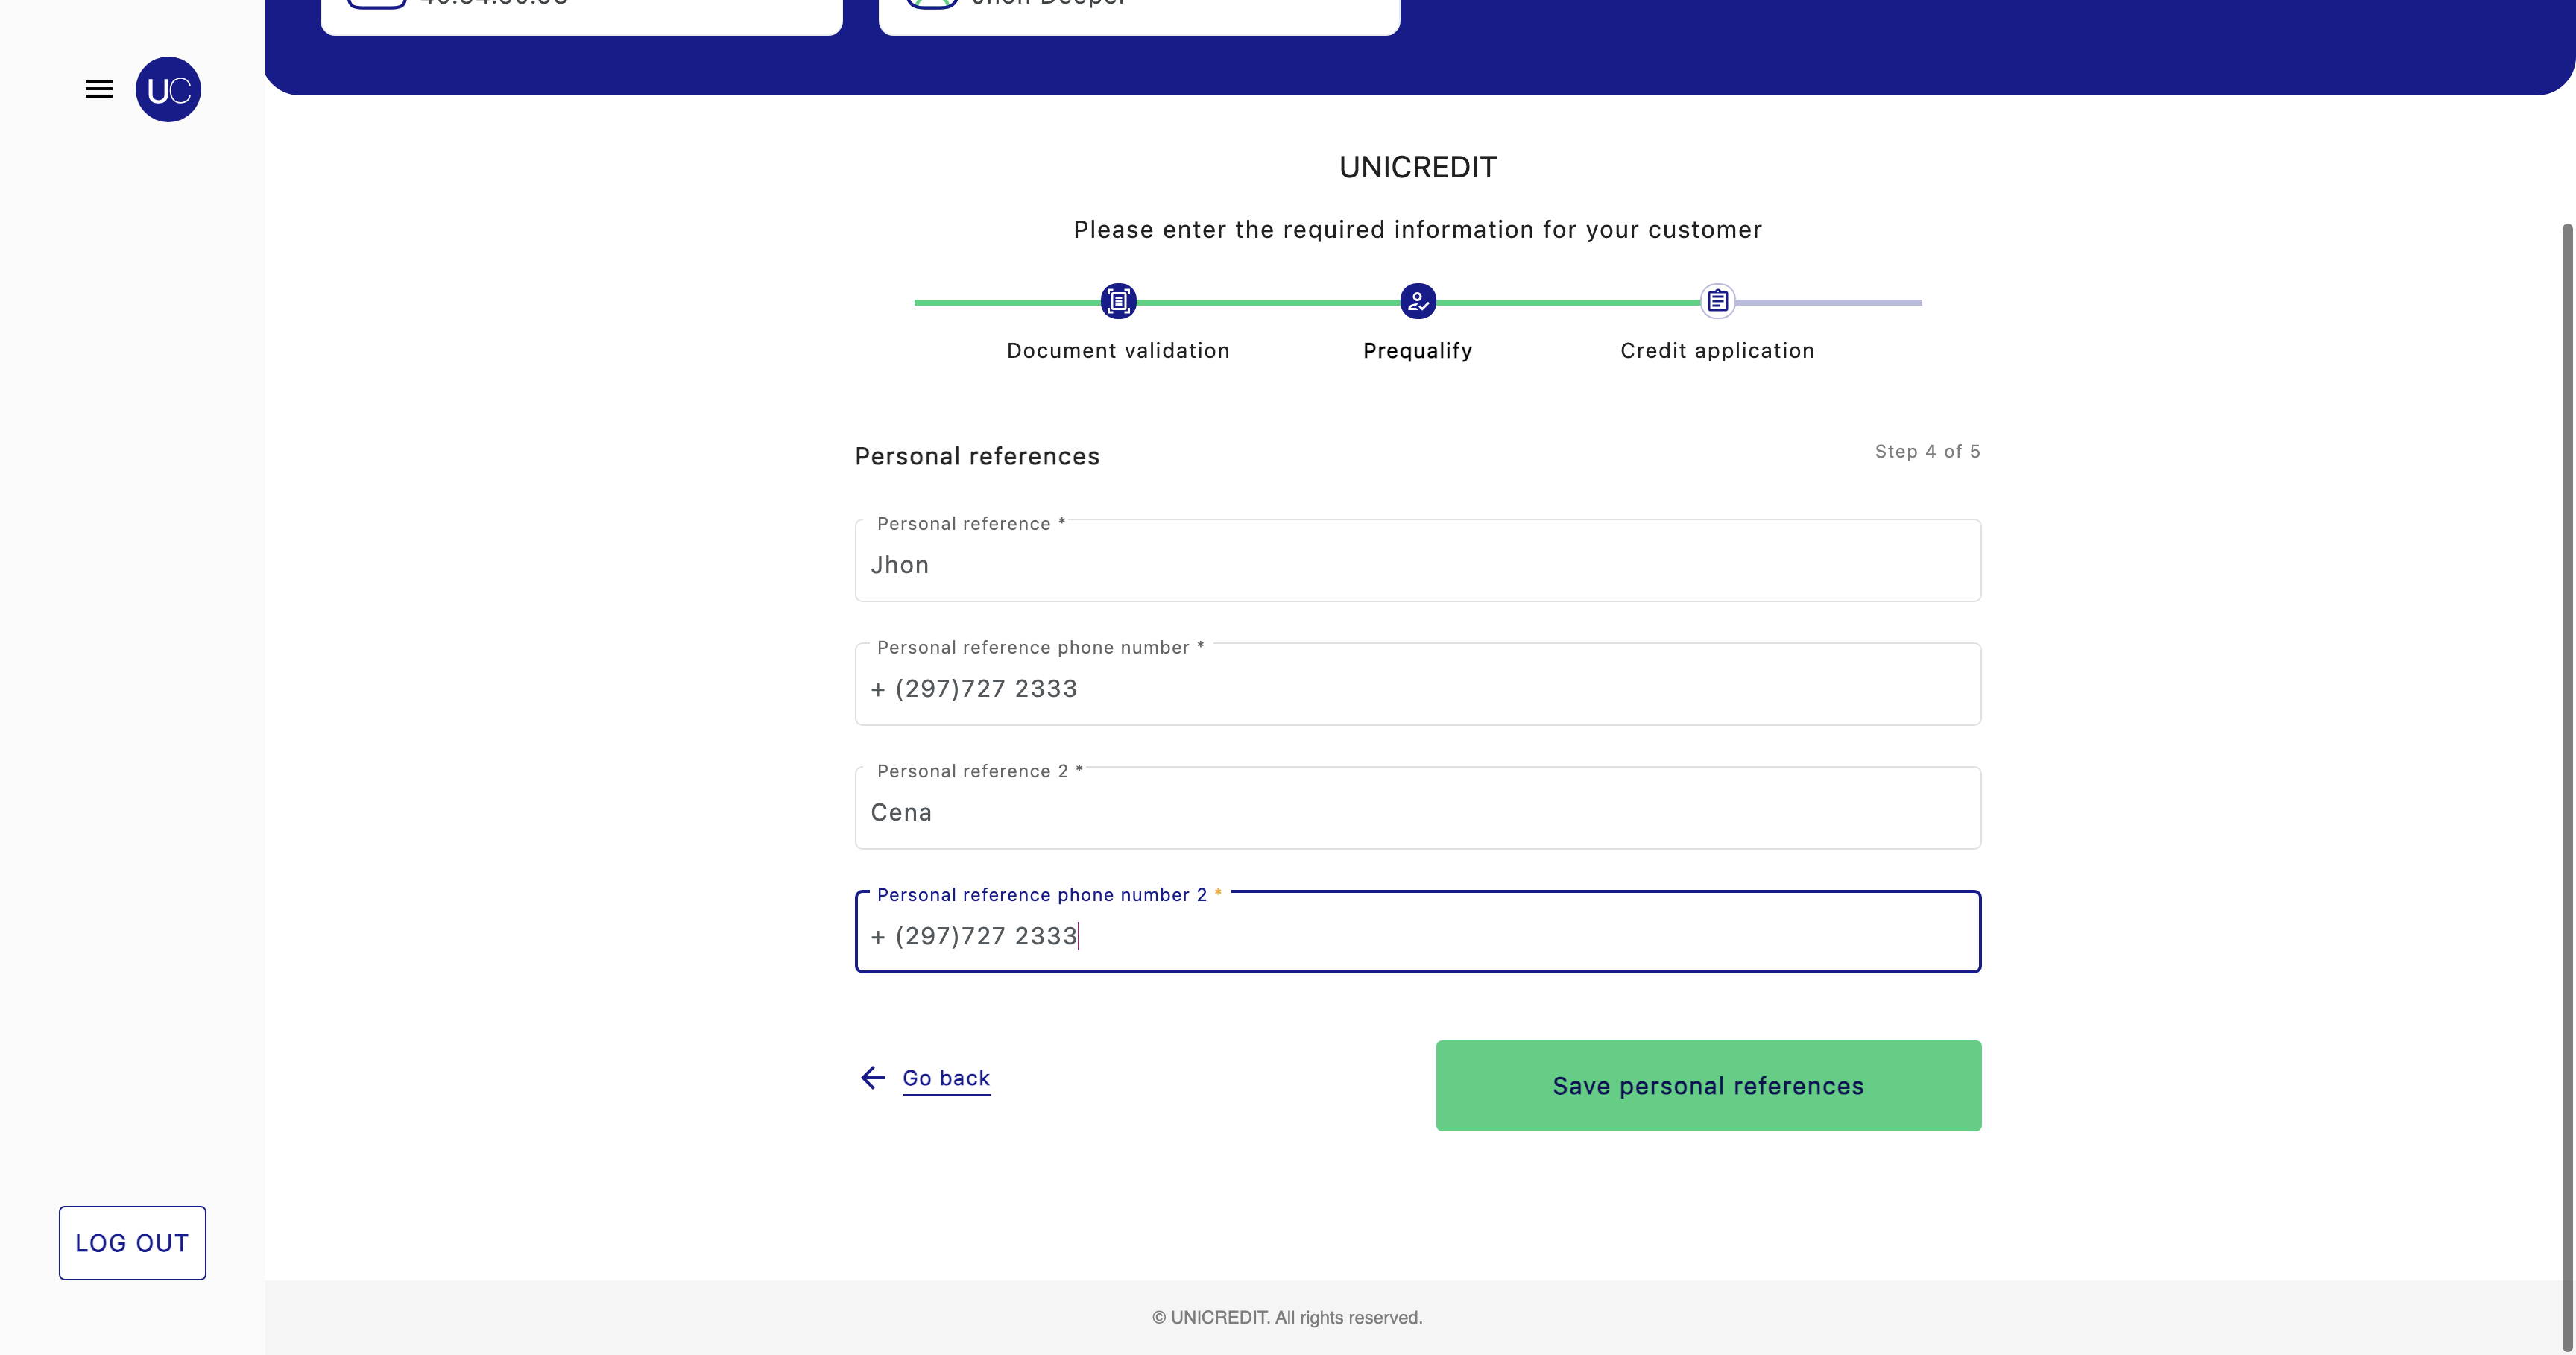 Jhon Deeper
UC
UNICREDIT
Please enter the required information for your customer
Document validation
Prequalify
Credit application
Personal references
Step 4 of 5
Personal reference *
Jhon
Personal reference phone number *
+ (297)727 2333
Personal reference 2 *
Cena
Personal reference phone number 2 *
+ (297)727 2333
Go back
Save personal references
LOG OUT
© UNICREDIT. All rights reserved.